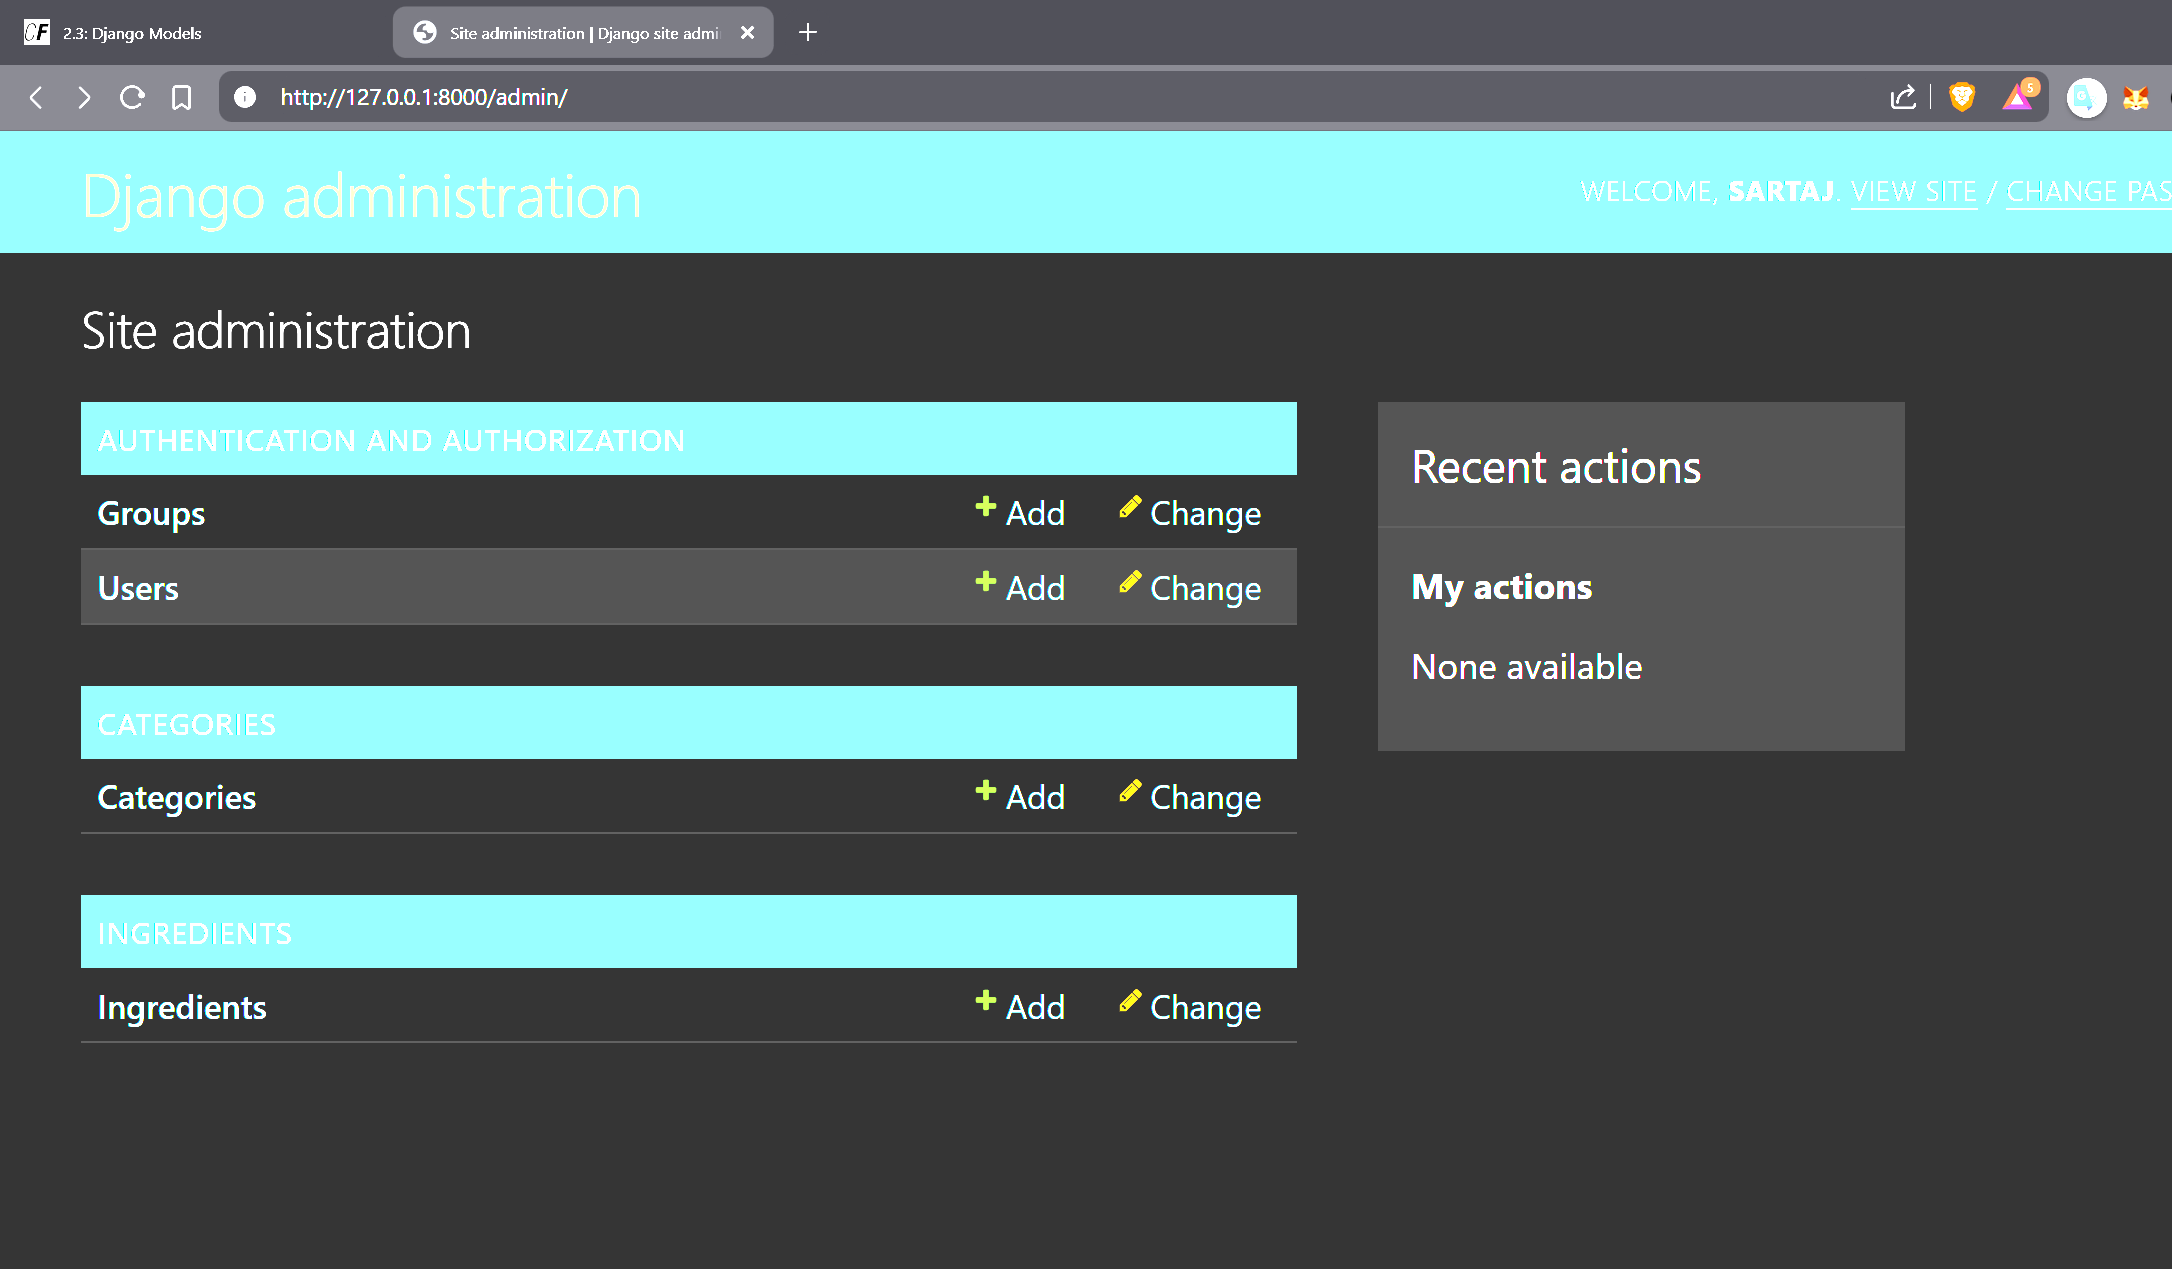 CF 2.3: Django Models
Site administration | Django site admi
http://127.0.0.1:8000/admin/
5
Django administration
WELCOME, SARTAJ. VIEW SITE / CHANGE PAS
Site administration
AUTHENTICATION AND AUTHORIZATION
Groups Add Change
Users Add Change
CATEGORIES
Categories Add Change
INGREDIENTS
Ingredients Add Change
Recent actions
My actions
None available